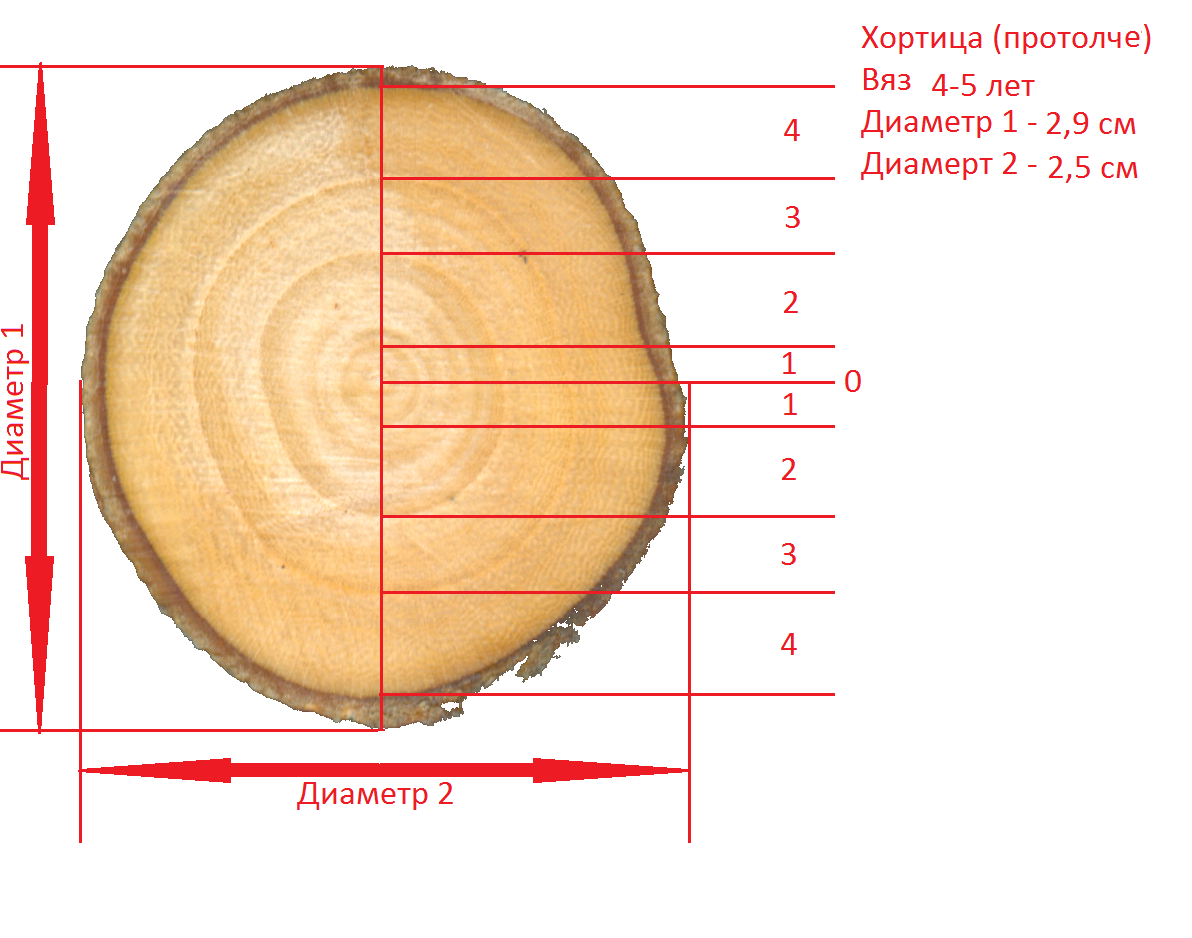 Хортица (протолче)
Вяз 4-5 лет
Диаметр 1 - 2,9 см
Диамерт 2 - 2,5 см
4
3
2
1
0
1
2
3
4
Диаметр 1
Диаметр 2